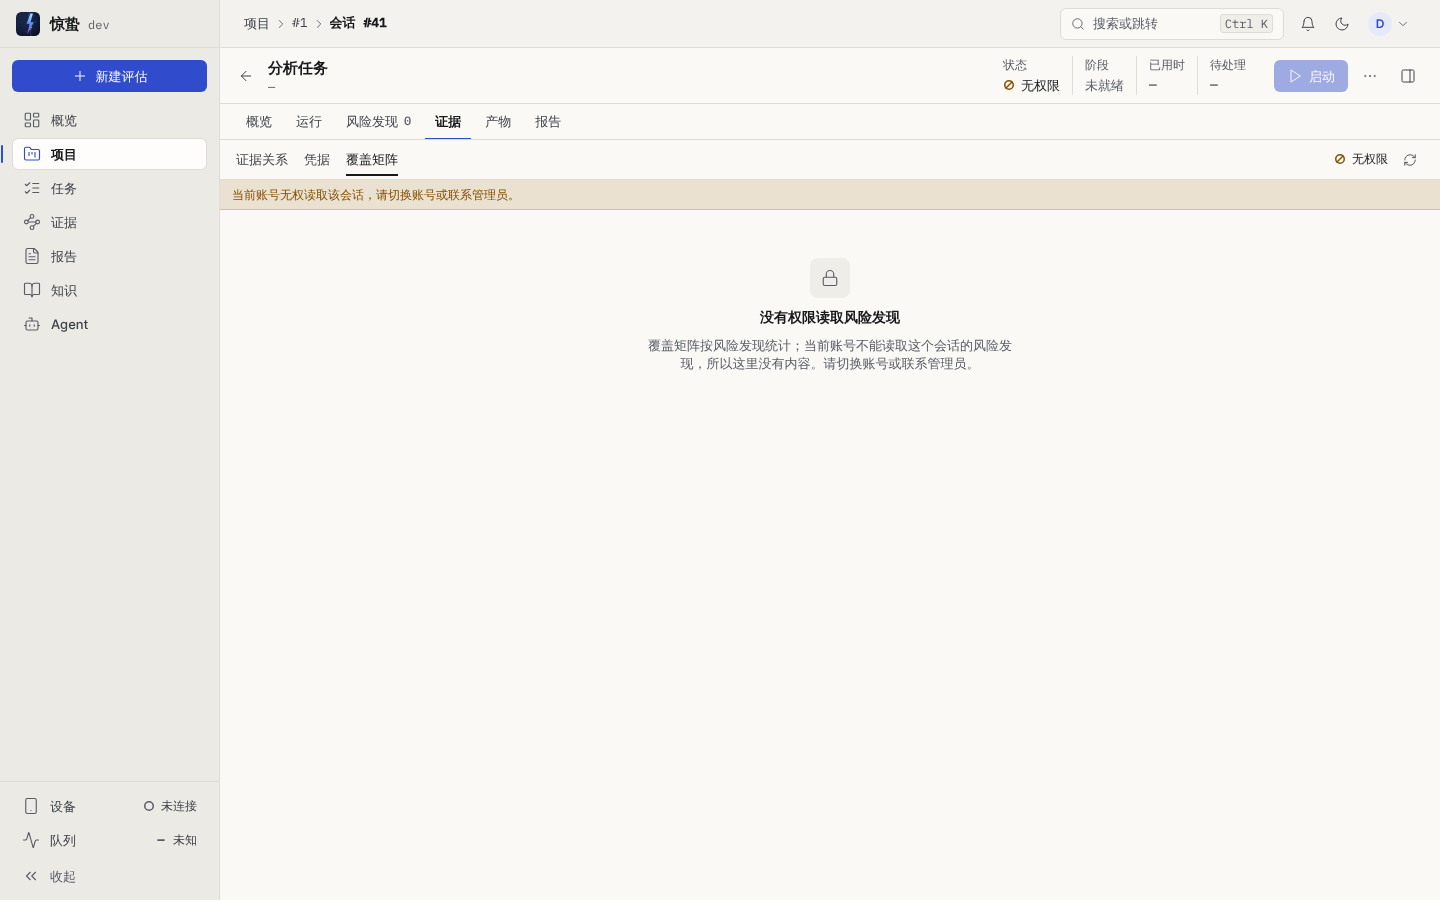 惊蛰 dev
新建评估
概览
项目
任务
证据
报告
知识
Agent
设备 未连接
队列 未知
收起
项目 #1 会话 #41
搜索或跳转 Ctrl K
D
分析任务
—
状态 无权限
阶段 未就绪
已用时 —
待处理 —
启动
概览 运行 风险发现 0 证据 产物 报告
证据关系 凭据 覆盖矩阵
无权限
当前账号无权读取该会话，请切换账号或联系管理员。
没有权限读取风险发现
覆盖矩阵按风险发现统计；当前账号不能读取这个会话的风险发
现，所以这里没有内容。请切换账号或联系管理员。